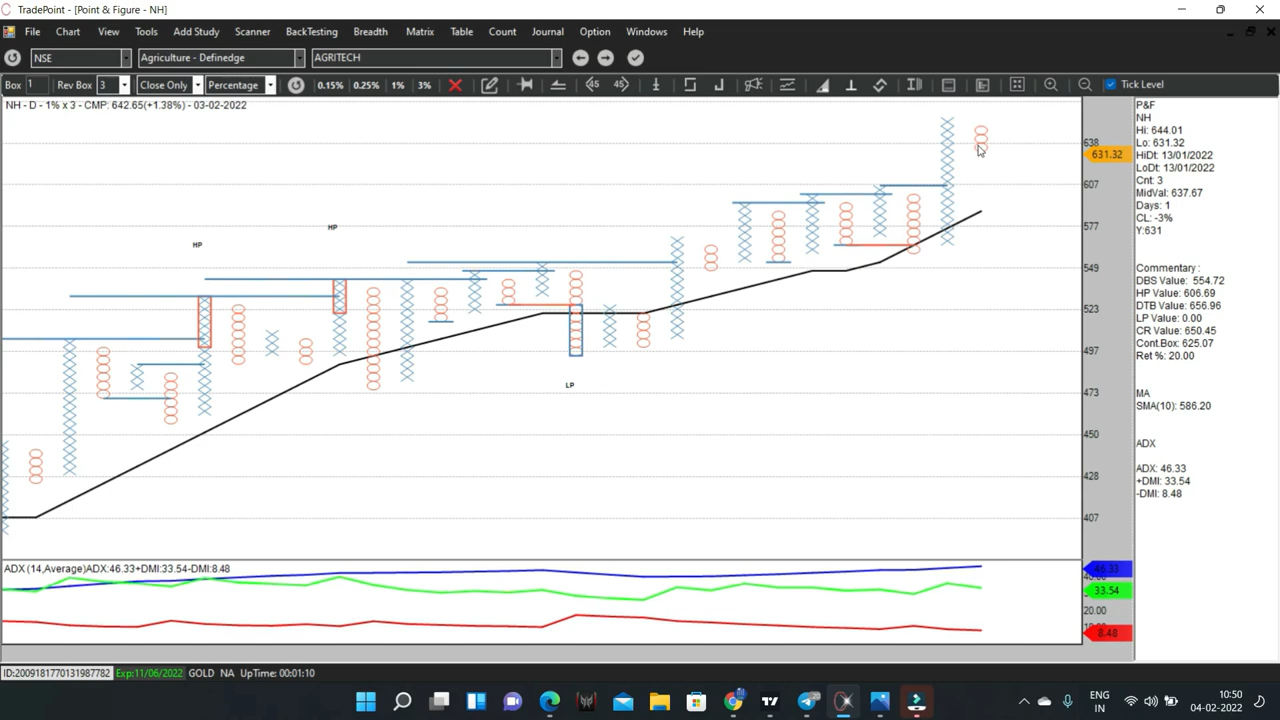 TradePoint - [Point & Figure - NH]
File Chart View Tools Add Study Scanner BackTesting Breadth Matrix Table Count Journal Option Windows Help
NSE Agriculture - Definedge AGRITECH
Box 1 Rev Box 3 Close Only Percentage 0.15% 0.25% 1% 3% 45 45 Tick Level
NH - D - 1% x 3 - CMP: 642.65(+1.38%) - 03-02-2022
638
631.32
607
577
549
523
497
473
450
428
407
HP
HP
LP
P&F
NH
Hi: 644.01
Lo: 631.32
HiDt: 13/01/2022
LoDt: 13/01/2022
Cnt: 3
MidVal: 637.67
Days: 1
CL: -3%
Y:631
Commentary :
DBS Value: 554.72
HP Value: 606.69
DTB Value: 656.96
LP Value: 0.00
CR Value: 650.45
Cont.Box: 625.07
Ret %: 20.00
MA
SMA(10): 586.20
ADX
ADX: 46.33
+DMI: 33.54
-DMI: 8.48
ADX (14,Average)ADX:46.33+DMI:33.54-DMI:8.48
46.33
33.54
20.00
8.48
ID:2009181770131987782 Exp:11/06/2022 GOLD NA UpTime: 00:01:10
ENG
IN
10:50
04-02-2022